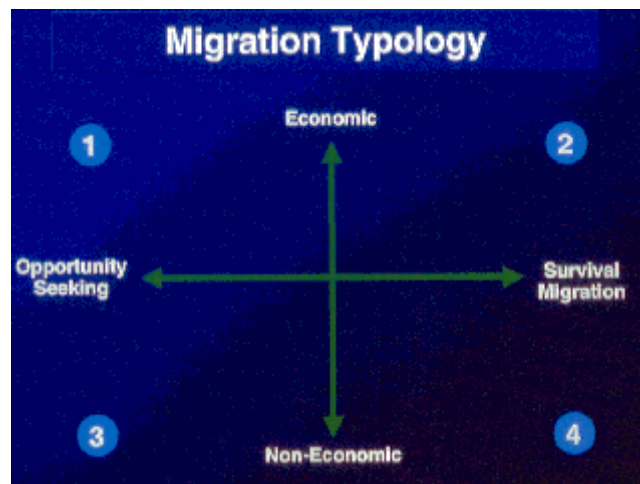 Migration Typology
Economic
1
2
Opportunity
Seeking
Survival
Migration
3
4
Non-Economic